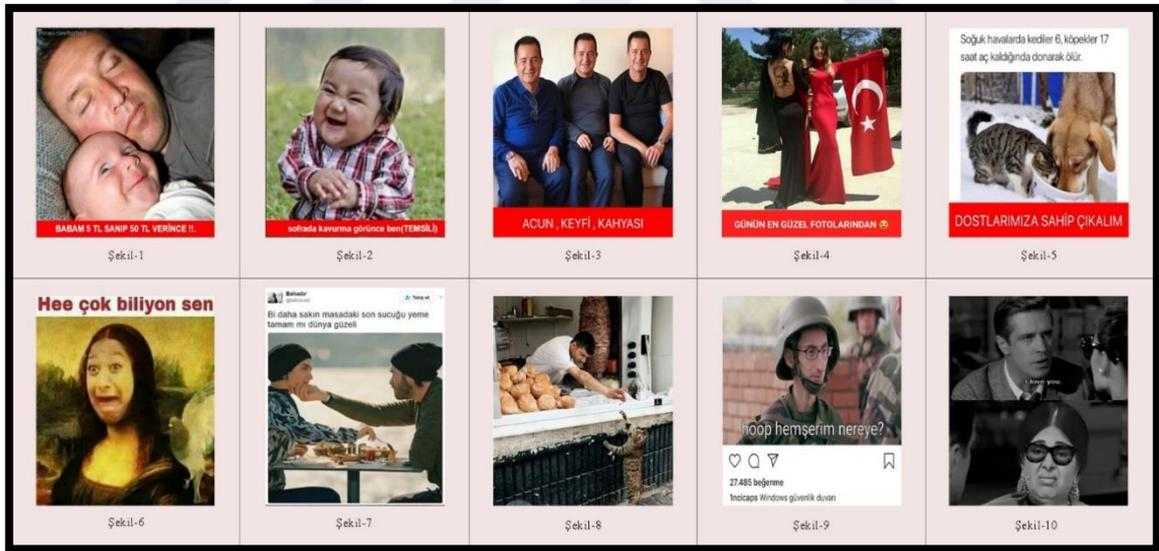 BABAM 5 TL SANIP 50 TL VERİNCE !!.
Şekil-1
sofrada kavurma görünce ben(TEMSİLİ)
Şekil-2
ACUN , KEYFİ , KAHYASI
Şekil-3
GÜNÜN EN GÜZEL FOTOLARINDAN
Şekil-4
Soğuk havalarda kediler 6, köpekler 17
saat aç kaldığında donarak ölür.
DOSTLARIMIZA SAHİP ÇIKALIM
Şekil-5
Hee çok biliyon sen
Şekil-6
Bahadır
Takip et
Bi daha sakın masadaki son sucuğu yeme
tamam mı dünya güzeli
Şekil-7
Şekil-8
hoop hemşerim nereye?
27.485 beğenme
1ncicaps Windows güvenlik duvarı
Şekil-9
I love you.
Şekil-10